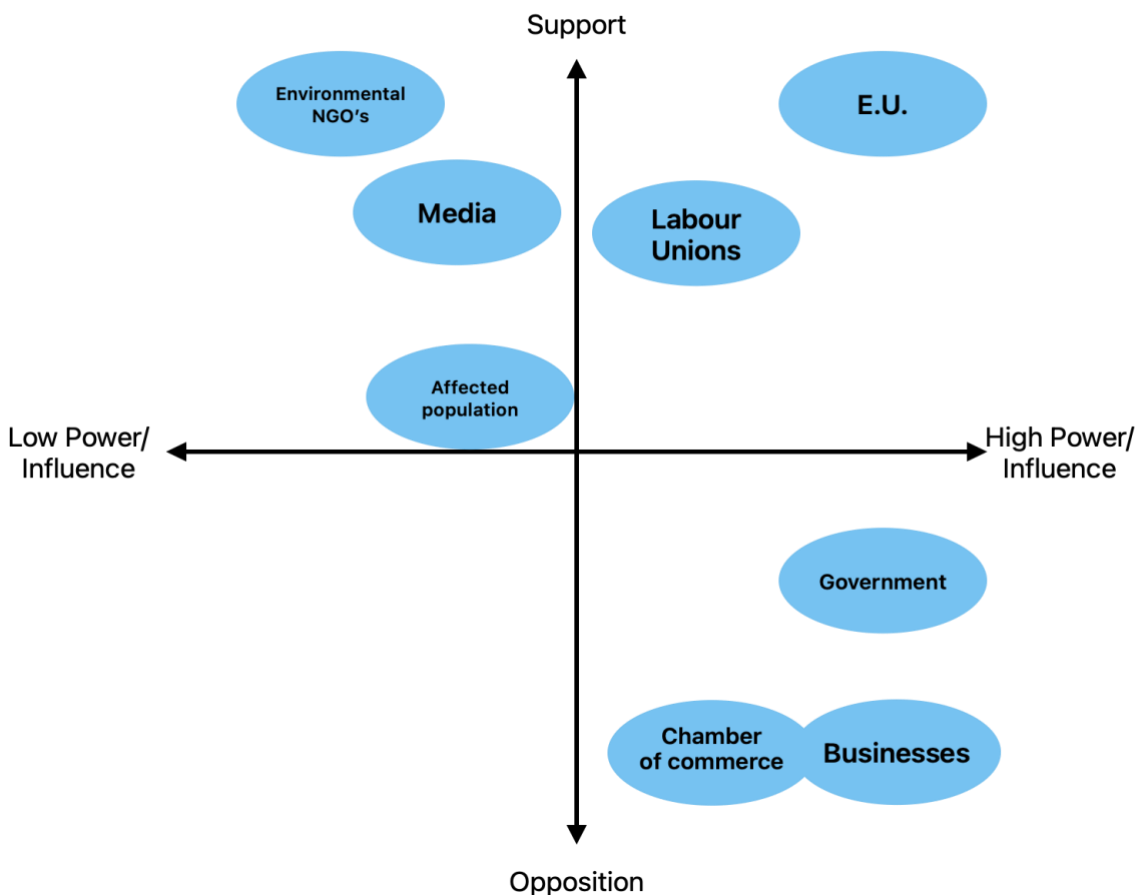 Support
Environmental
NGO's
E.U.
Media
Labour
Unions
Affected
population
Low Power/
Influence
High Power/
Influence
Government
Chamber
of commerce
Businesses
Opposition